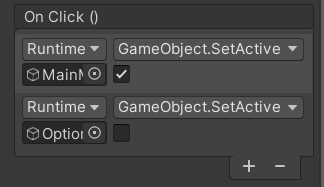 On Click ()
Runtime GameObject.SetActive
MainM
Runtime GameObject.SetActive
Option